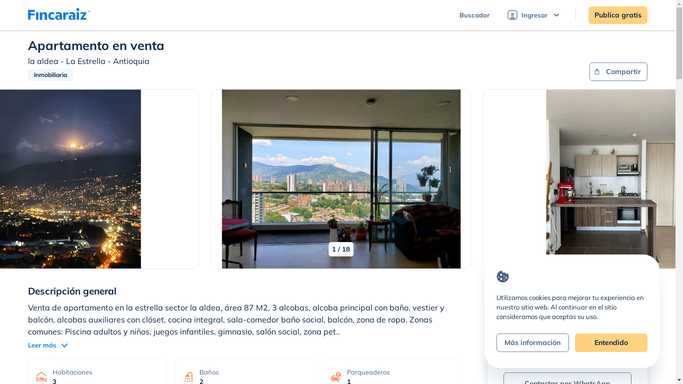 Fincaraiz
Buscador
Ingresar
Publica gratis
Apartamento en venta
la aldea - La Estrella - Antioquia
Inmobiliaria
Compartir
1 / 18
Descripción general
Venta de apartamento en la estrella sector la aldea, área 87 M2, 3 alcobas, alcoba principal con baño, vestier y
balcón, alcobas auxiliares con clóset, cocina integral, sala-comedor baño social, balcón, zona de ropa. Zonas
comunes: Piscina adultos y niños, juegos infantiles, gimnasio, salón social, zona pet...
Leer más
Habitaciones
3
Baños
2
Parqueaderos
1
Utilizamos cookies para mejorar tu experiencia en
nuestro sitio web. Al continuar en el sitio
consideramos que aceptas su uso.
Más información
Entendido
Contactar por WhatsApp